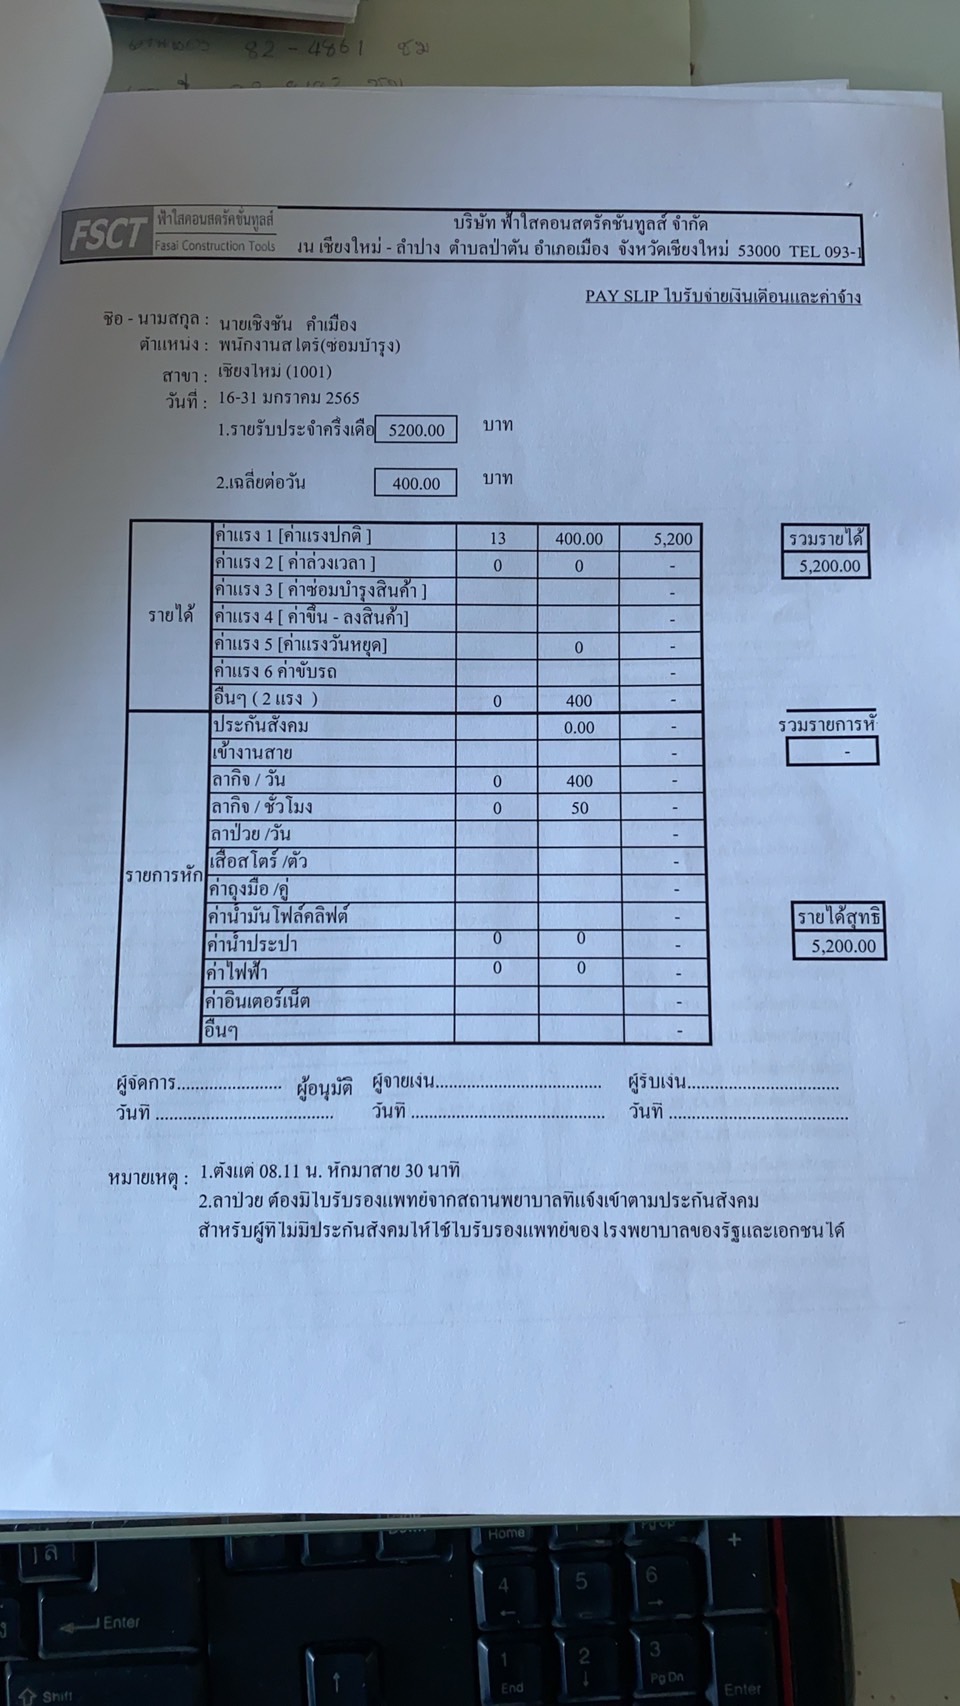 82 - 4861 ชม
FSCT ฟ้าใสคอนสตรัคชั่นทูลส์
Fasai Construction Tools
บริษัท ฟ้าใสคอนสตรัคชันทูลส์ จำกัด
งน เชียงใหม่ - ลำปาง ตำบลป่าตัน อำเภอเมือง จังหวัดเชียงใหม่ 53000 TEL 093-1
PAY SLIP ใบรับจ่ายเงินเดือนและค่าจ้าง
ชื่อ - นามสกุล : นายเชิงชัน คำเมือง
ตำแหน่ง : พนักงานสโตร์(ซ่อมบำรุง)
สาขา : เชียงใหม่ (1001)
วันที่ : 16-31 มกราคม 2565
1.รายรับประจำครึ่งเดือ 5200.00 บาท
2.เฉลี่ยต่อวัน 400.00 บาท
รายได้
ค่าแรง 1 [ค่าแรงปกติ ] 13 400.00 5,200
ค่าแรง 2 [ ค่าล่วงเวลา ] 0 0 -
ค่าแรง 3 [ ค่าซ่อมบำรุงสินค้า ] -
ค่าแรง 4 [ ค่าขึ้น - ลงสินค้า] -
ค่าแรง 5 [ค่าแรงวันหยุด] 0 -
ค่าแรง 6 ค่าขับรถ -
อื่นๆ ( 2 แรง ) 0 400 -
รวมรายได้
5,200.00
รายการหัก
ประกันสังคม 0.00 -
เข้างานสาย -
ลากิจ / วัน 0 400 -
ลากิจ / ชั่วโมง 0 50 -
ลาป่วย /วัน -
เสื้อสโตร์ /ตัว -
ค่าถุงมือ /คู่ -
ค่าน้ำมันโฟล์คลิฟต์ -
ค่าน้ำประปา 0 0 -
ค่าไฟฟ้า 0 0 -
ค่าอินเตอร์เน็ต -
อื่นๆ -
รวมรายการหั
-
รายได้สุทธิ
5,200.00
ผู้จัดการ....................... ผู้อนุมัติ ผู้จ่ายเงิน.................................... ผู้รับเงิน.................................
วันที่ ....................................... วันที่ .......................................... วันที่ .......................................
หมายเหตุ : 1.ตั้งแต่ 08.11 น. หักมาสาย 30 นาที
2.ลาป่วย ต้องมีใบรับรองแพทย์จากสถานพยาบาลที่แจ้งเข้าตามประกันสังคม
สำหรับผู้ที่ไม่มีประกันสังคมให้ใช้ใบรับรองแพทย์ของโรงพยาบาลของรัฐและเอกชนได้
Home
+
ใ ล
4
5
6
Enter
1
End
2
3
Pg Dn
Enter
Shift